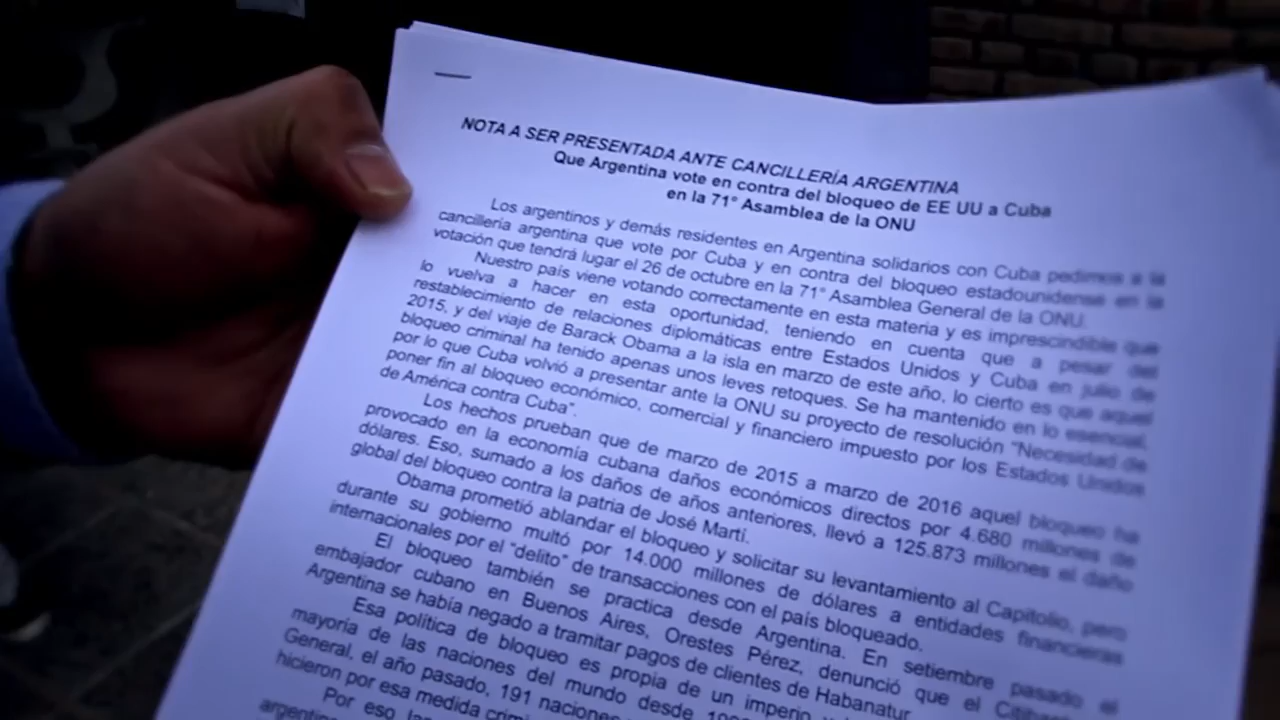 NOTA A SER PRESENTADA ANTE CANCILLERÍA ARGENTINA
Que Argentina vote en contra del bloqueo de EE UU a Cuba
en la 71° Asamblea de la ONU
Los argentinos y demás residentes en Argentina solidarios con Cuba pedimos a la
cancillería argentina que vote por Cuba y en contra del bloqueo estadounidense en la
votación que tendrá lugar el 26 de octubre en la 71° Asamblea General de la ONU.
Nuestro país viene votando correctamente en esta materia y es imprescindible que
lo vuelva a hacer en esta oportunidad, teniendo en cuenta que a pesar del
restablecimiento de relaciones diplomáticas entre Estados Unidos y Cuba en julio de
2015, y del viaje de Barack Obama a la isla en marzo de este año, lo cierto es que aquel
bloqueo criminal ha tenido apenas unos leves retoques. Se ha mantenido en lo esencial,
por lo que Cuba volvió a presentar ante la ONU su proyecto de resolución "Necesidad de
poner fin al bloqueo económico, comercial y financiero impuesto por los Estados Unidos
de América contra Cuba".
Los hechos prueban que de marzo de 2015 a marzo de 2016 aquel bloqueo ha
provocado en la economía cubana daños económicos directos por 4.680 millones de
dólares. Eso, sumado a los daños de años anteriores, llevó a 125.873 millones el daño
global del bloqueo contra la patria de José Martí.
Obama prometió ablandar el bloqueo y solicitar su levantamiento al Capitolio, pero
durante su gobierno multó por 14.000 millones de dólares a entidades financieras
internacionales por el "delito" de transacciones con el país bloqueado.
El bloqueo también se practica desde Argentina. En setiembre pasado el
embajador cubano en Buenos Aires, Orestes Pérez, denunció que el
Argentina se había negado a tramitar pagos de clientes de Habanatur.
Esa política de bloqueo es propia de un imperio
mayoría de las naciones del mundo desde
General, el año pasado, 191 naciones
hicieron por esa medida
Por eso